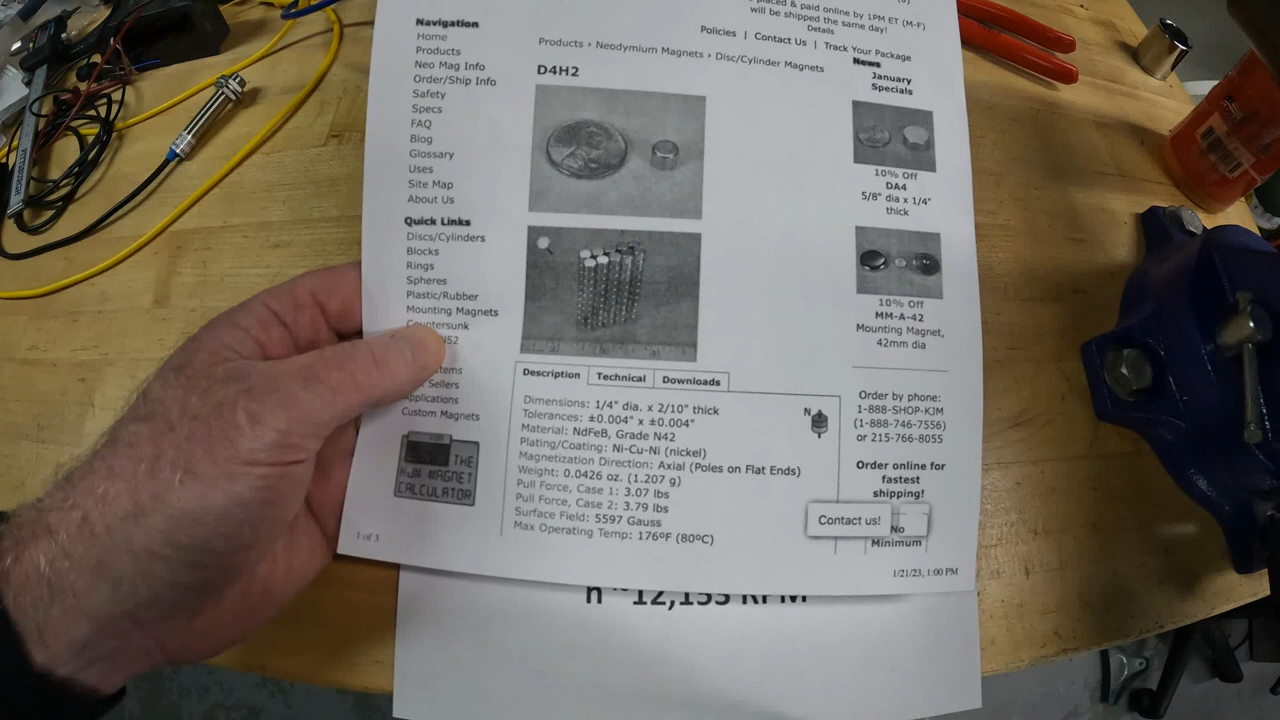 placed & paid online by 1PM ET (M-F)
will be shipped the same day!
Details
Policies | Contact Us | Track Your Package
Navigation
Home
Products
Neo Mag Info
Order/Ship Info
Safety
Specs
FAQ
Blog
Glossary
Uses
Site Map
About Us
Quick Links
Discs/Cylinders
Blocks
Rings
Spheres
Plastic/Rubber
Mounting Magnets
Countersunk
N52
Sellers
Applications
Custom Magnets
THE
KJM MAGNET
CALCULATOR
1 of 3
Products › Neodymium Magnets › Disc/Cylinder Magnets
D4H2
Description
Technical
Downloads
Dimensions: 1/4" dia. x 2/10" thick
Tolerances: ±0.004" x ±0.004"
Material: NdFeB, Grade N42
Plating/Coating: Ni-Cu-Ni (nickel)
Magnetization Direction: Axial (Poles on Flat Ends)
Weight: 0.0426 oz. (1.207 g)
Pull Force, Case 1: 3.07 lbs
Pull Force, Case 2: 3.79 lbs
Surface Field: 5597 Gauss
Max Operating Temp: 176ºF (80ºC)
N
News
January
Specials
10% Off
DA4
5/8" dia x 1/4"
thick
10% Off
MM-A-42
Mounting Magnet,
42mm dia
Order by phone:
1-888-SHOP-KJM
(1-888-746-7556)
or 215-766-8055
Order online for
fastest
shipping!
Contact us!
No
Minimum
1/21/23, 1:00 PM
n 12,155 RPM
PITTSBURGH